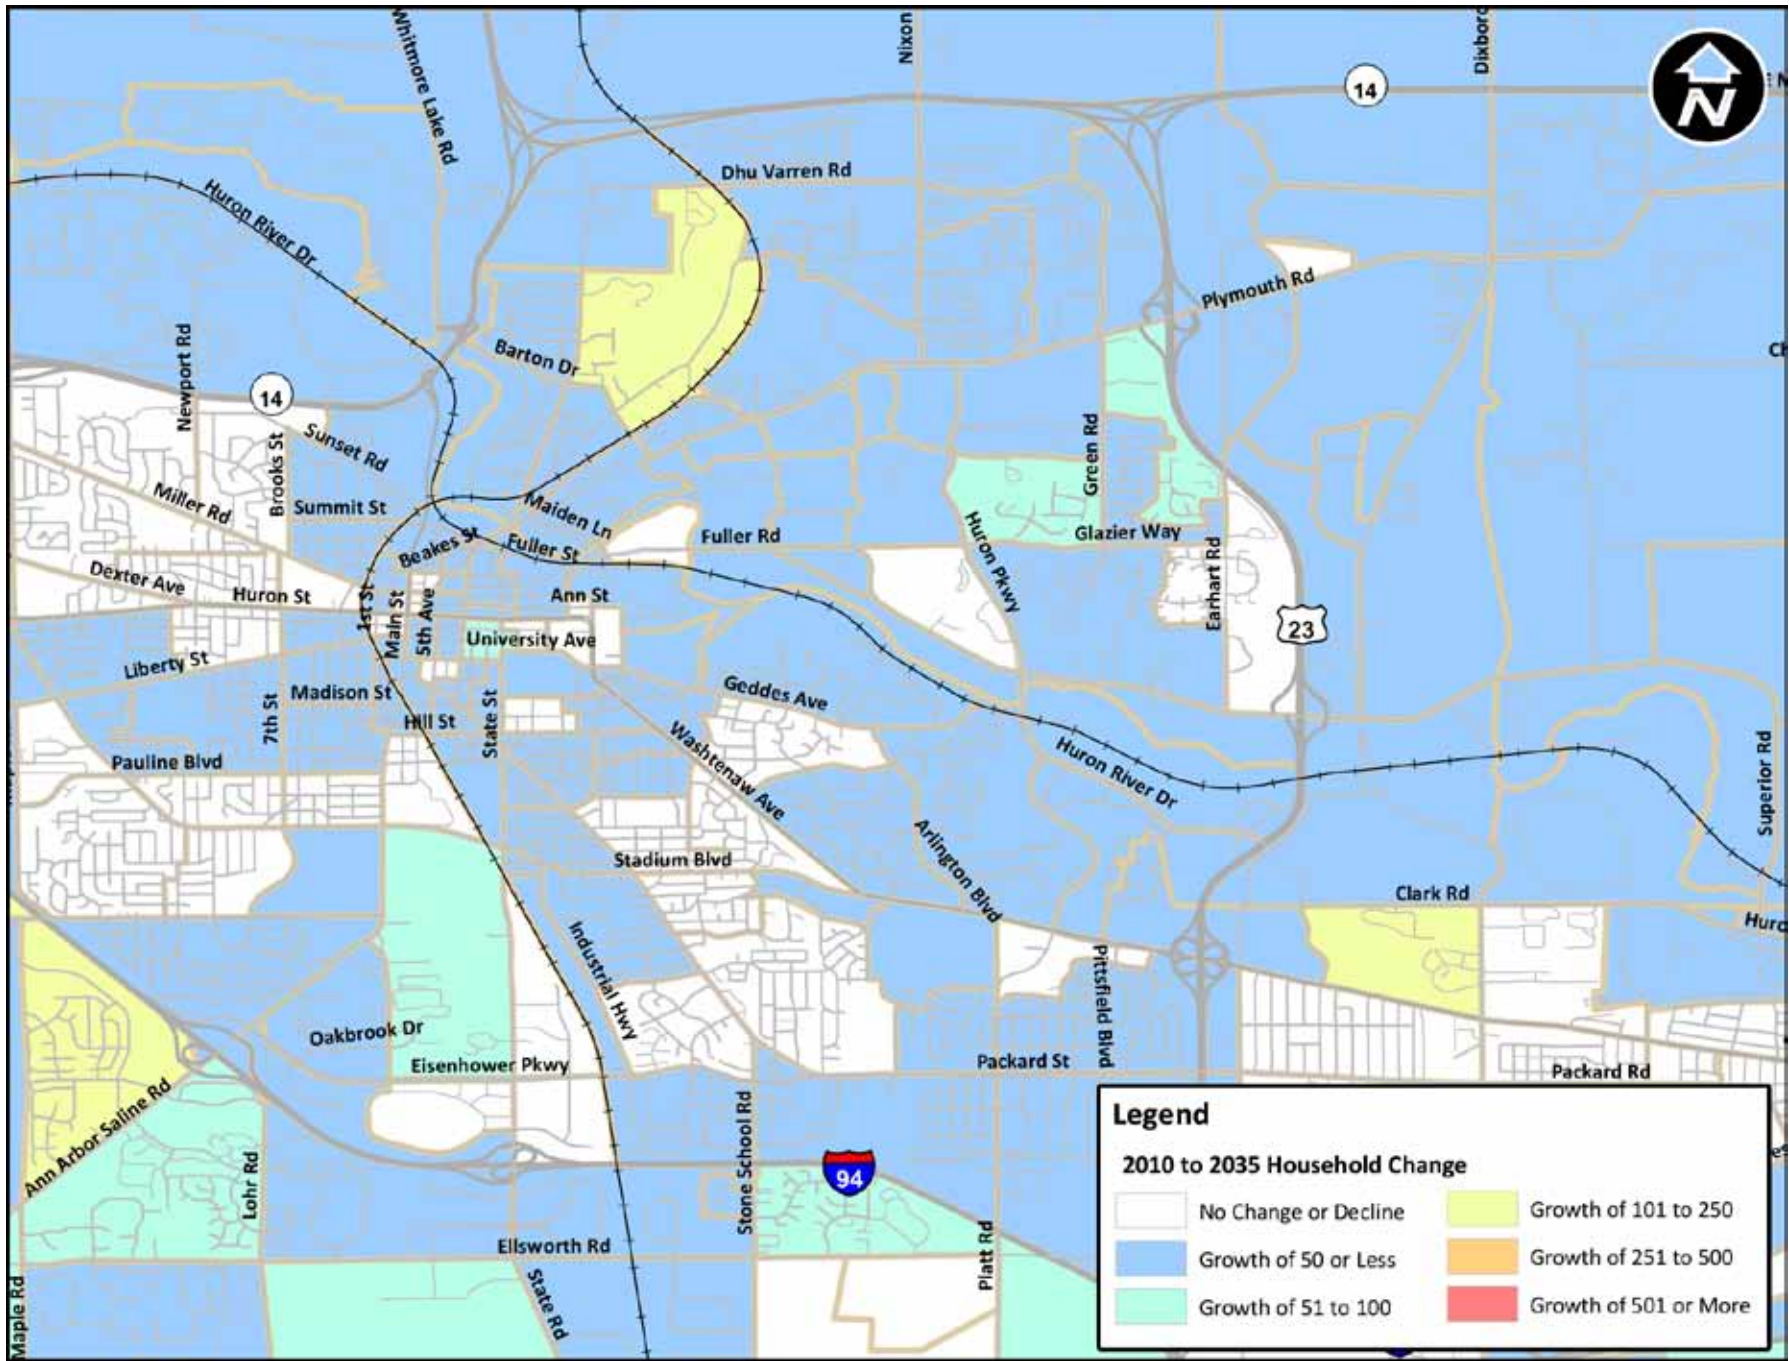 Whitmore Lake Rd
Nixon
14
Dixboro
N
Dhu Varren Rd
Huron River Dr
Plymouth Rd
Newport Rd
Barton Dr
14
Sunset Rd
Brooks St
Green Rd
Miller Rd
Summit St
Maiden Ln
Beakes St
Fuller St
Fuller Rd
Huron Pkwy
Glazier Way
Earhart Rd
Dexter Ave
Huron St
1st St
Main St
5th Ave
Ann St
University Ave
23
Liberty St
Madison St
7th St
Hill St
State St
Geddes Ave
Washtenaw Ave
Huron River Dr
Superior Rd
Pauline Blvd
Stadium Blvd
Arlington Blvd
Clark Rd
Huro
Industrial Hwy
Pittsfield Blvd
Oakbrook Dr
Eisenhower Pkwy
Packard St
Packard Rd
Ann Arbor Saline Rd
Lohr Rd
Stone School Rd
94
Ellsworth Rd
Platt Rd
State Rd
Maple Rd
Legend
2010 to 2035 Household Change
No Change or Decline
Growth of 50 or Less
Growth of 51 to 100
Growth of 101 to 250
Growth of 251 to 500
Growth of 501 or More